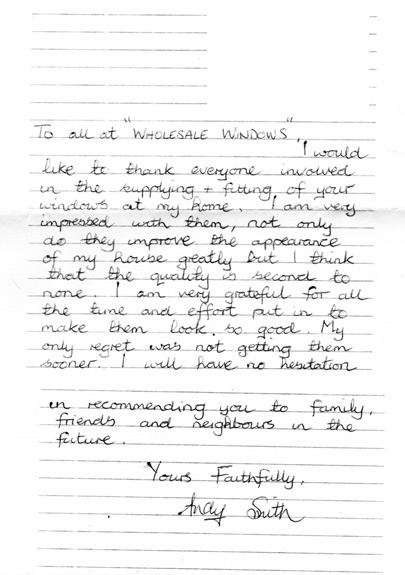 To all at "WHOLESALE WINDOWS",
I would
like to thank everyone involved
in the supplying + fitting of your
windows at my home. I am very
impressed with them, not only
do they improve the appearance
of my house greatly but I think
that the quality is second to
none. I am very grateful for all
the time and effort put in to
make them look so good. My
only regret was not getting them
sooner. I will have no hesitation
in recommending you to family,
friends and neighbours in the
future.
Yours Faithfully,
Andy Smith